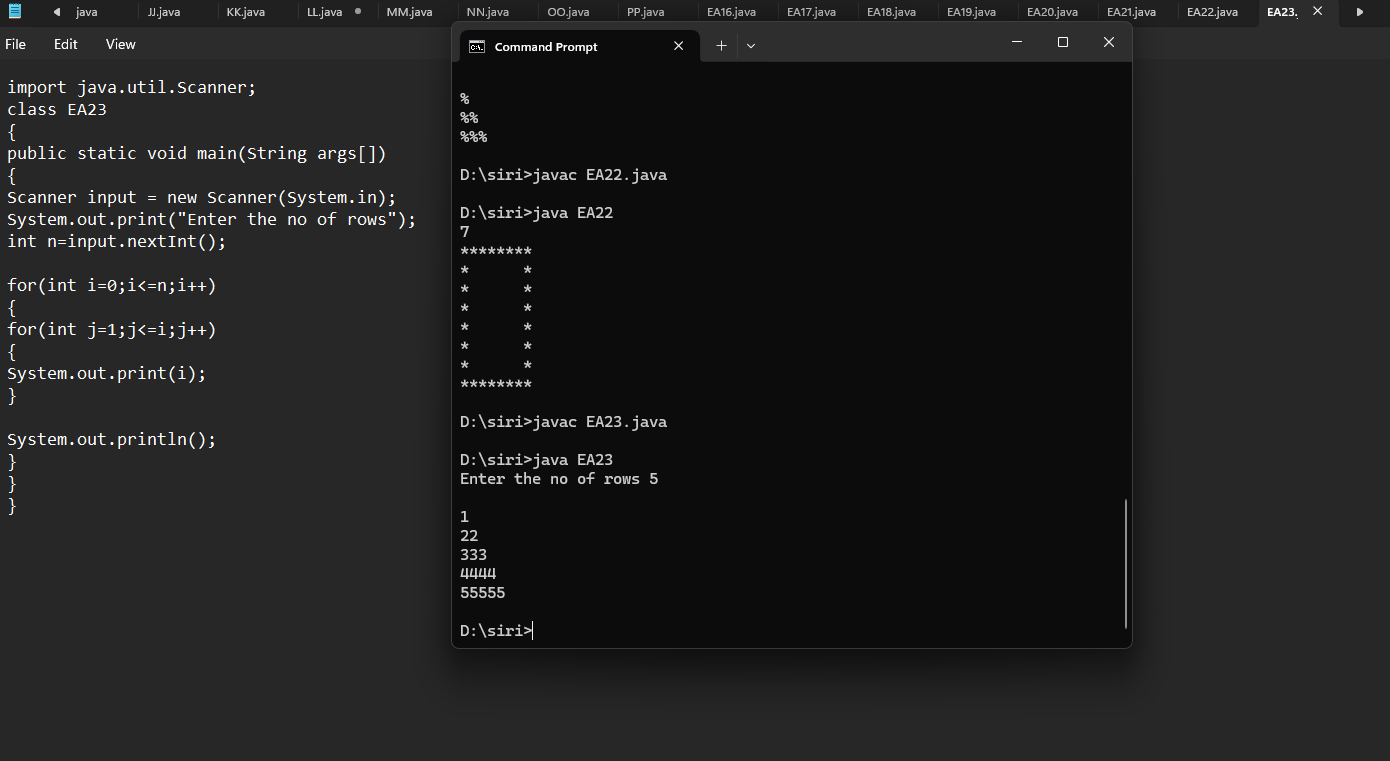 java JJ.java KK.java LL.java MM.java NN.java OO.java PP.java EA16.java EA17.java EA18.java EA19.java EA20.java EA21.java EA22.java EA23.
File Edit View
import java.util.Scanner;
class EA23
{
public static void main(String args[])
{
Scanner input = new Scanner(System.in);
System.out.print("Enter the no of rows");
int n=input.nextInt();
for(int i=0;i<=n;i++)
{
for(int j=1;j<=i;j++)
{
System.out.print(i);
}
System.out.println();
}
}
}
Command Prompt
%
%%
%%%
D:\siri>javac EA22.java
D:\siri>java EA22
7
********
*      *
*      *
*      *
*      *
*      *
*      *
********
D:\siri>javac EA23.java
D:\siri>java EA23
Enter the no of rows 5
1
22
333
4444
55555
D:\siri>